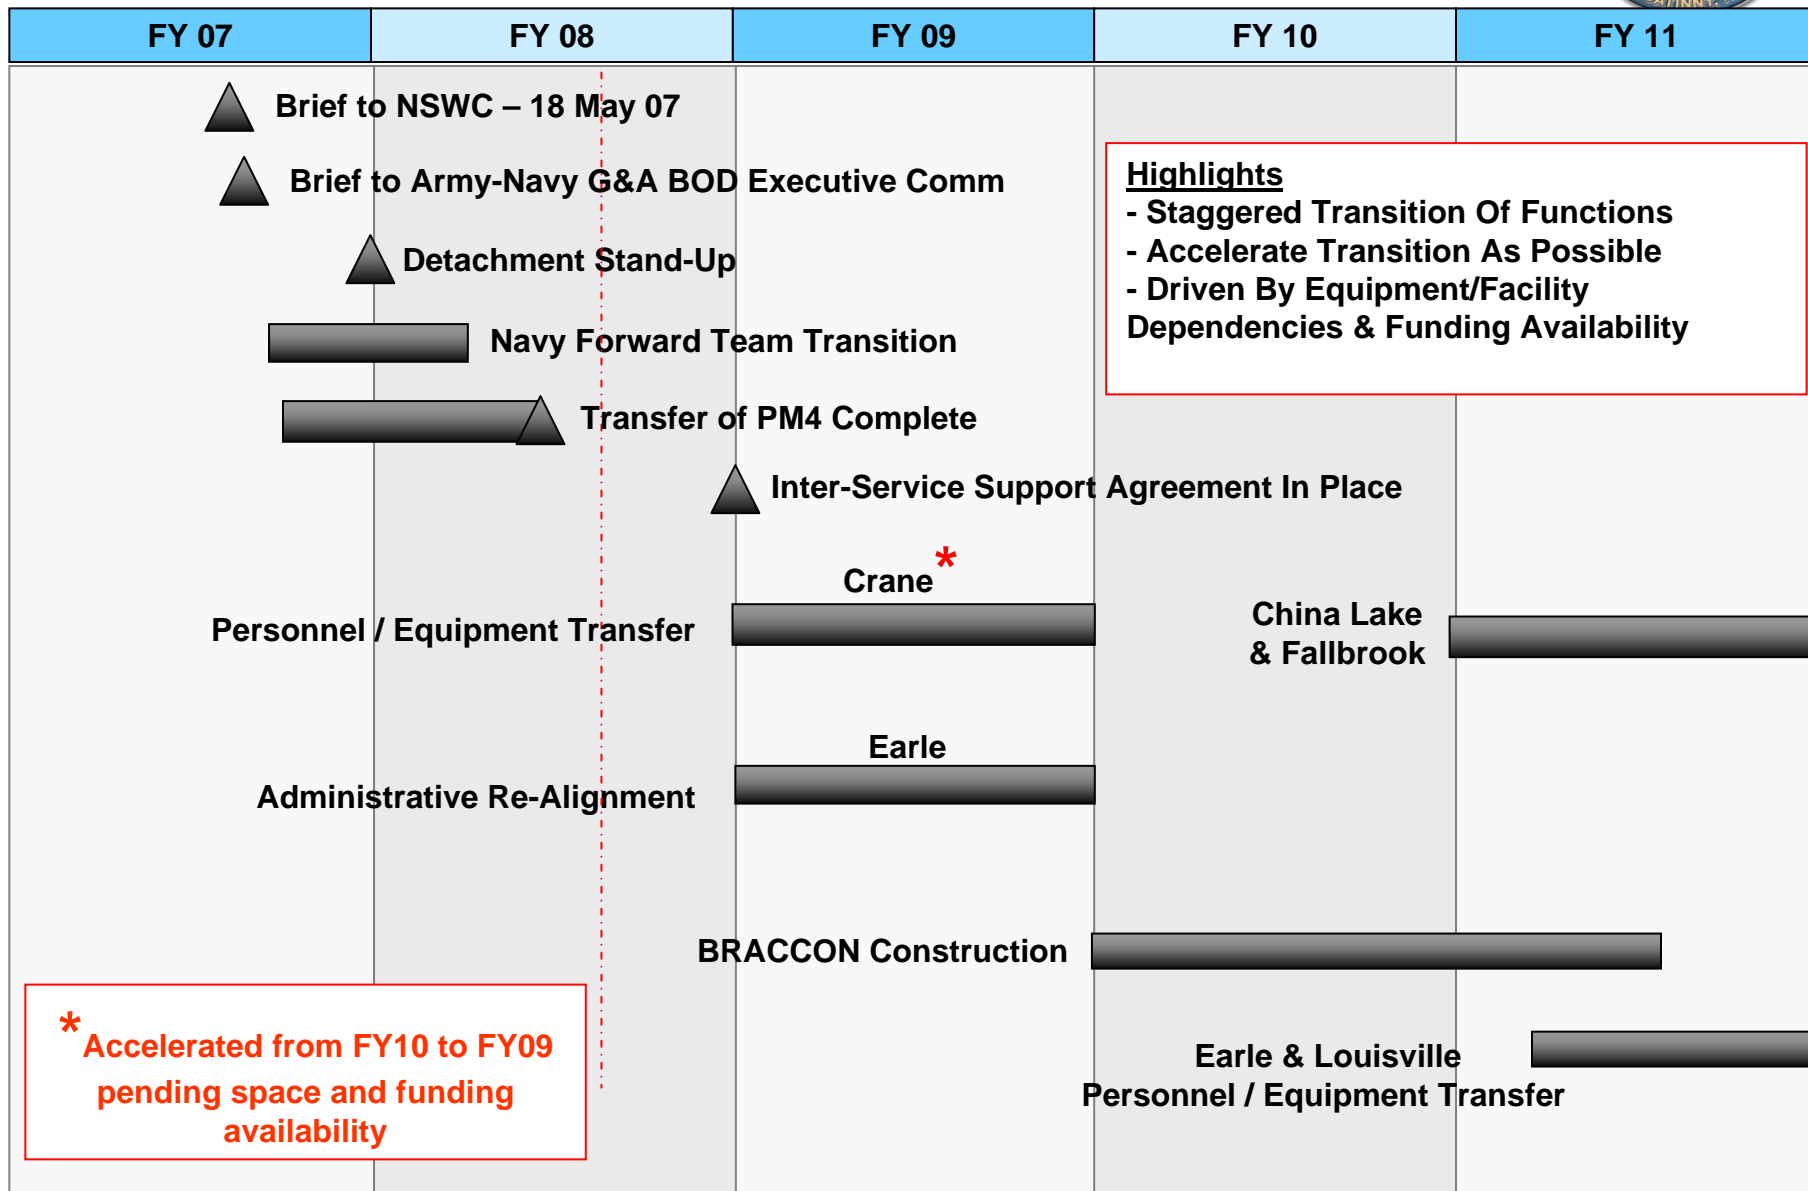 FY 07
FY 08
FY 09
FY 10
FY 11
Brief to NSWC – 18 May 07
Brief to Army-Navy G&A BOD Executive Comm
Detachment Stand-Up
Navy Forward Team Transition
Transfer of PM4 Complete
Inter-Service Support Agreement In Place
Highlights
- Staggered Transition Of Functions
- Accelerate Transition As Possible
- Driven By Equipment/Facility
Dependencies & Funding Availability
Crane*
Personnel / Equipment Transfer
China Lake
& Fallbrook
Earle
Administrative Re-Alignment
BRACCON Construction
Earle & Louisville
Personnel / Equipment Transfer
*Accelerated from FY10 to FY09
pending space and funding
availability